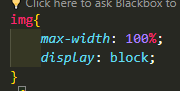 Click here to ask Blackbox to
img{
max-width: 100%;
display: block;
}